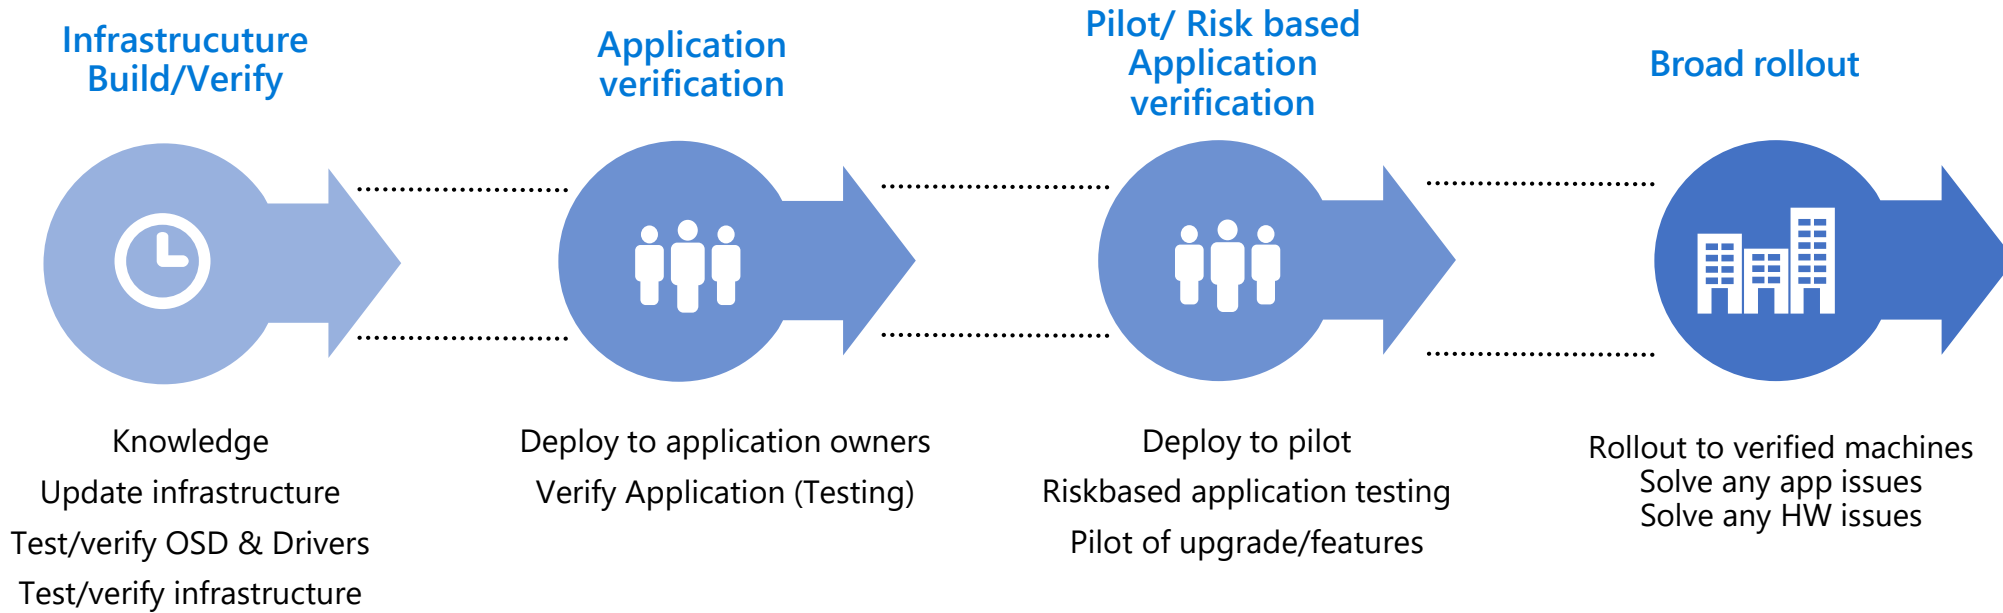 Infrastrucuture
Build/Verify
Application
verification
Pilot/ Risk based
Application
verification
Broad rollout
Knowledge
Update infrastructure
Test/verify OSD & Drivers
Test/verify infrastructure
Deploy to application owners
Verify Application (Testing)
Deploy to pilot
Riskbased application testing
Pilot of upgrade/features
Rollout to verified machines
Solve any app issues
Solve any HW issues